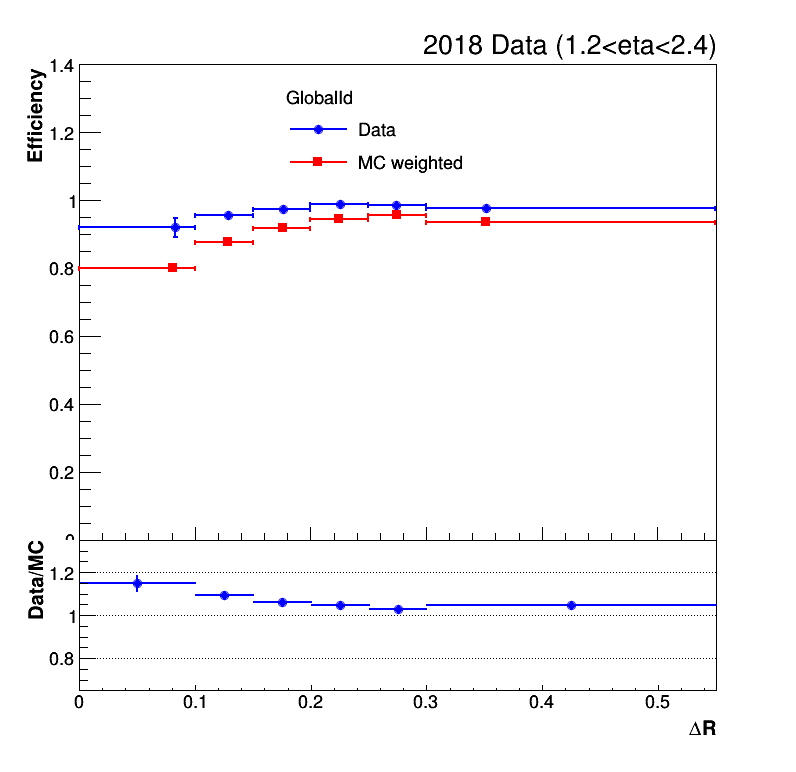 2018 Data (1.2<eta<2.4)
1.4
1.2
1
0.8
0.6
0.4
0.2
0
Efficiency
GlobalId
Data
MC weighted
Data/MC
1.2
1
0.8
0 0.1 0.2 0.3 0.4 0.5
ΔR